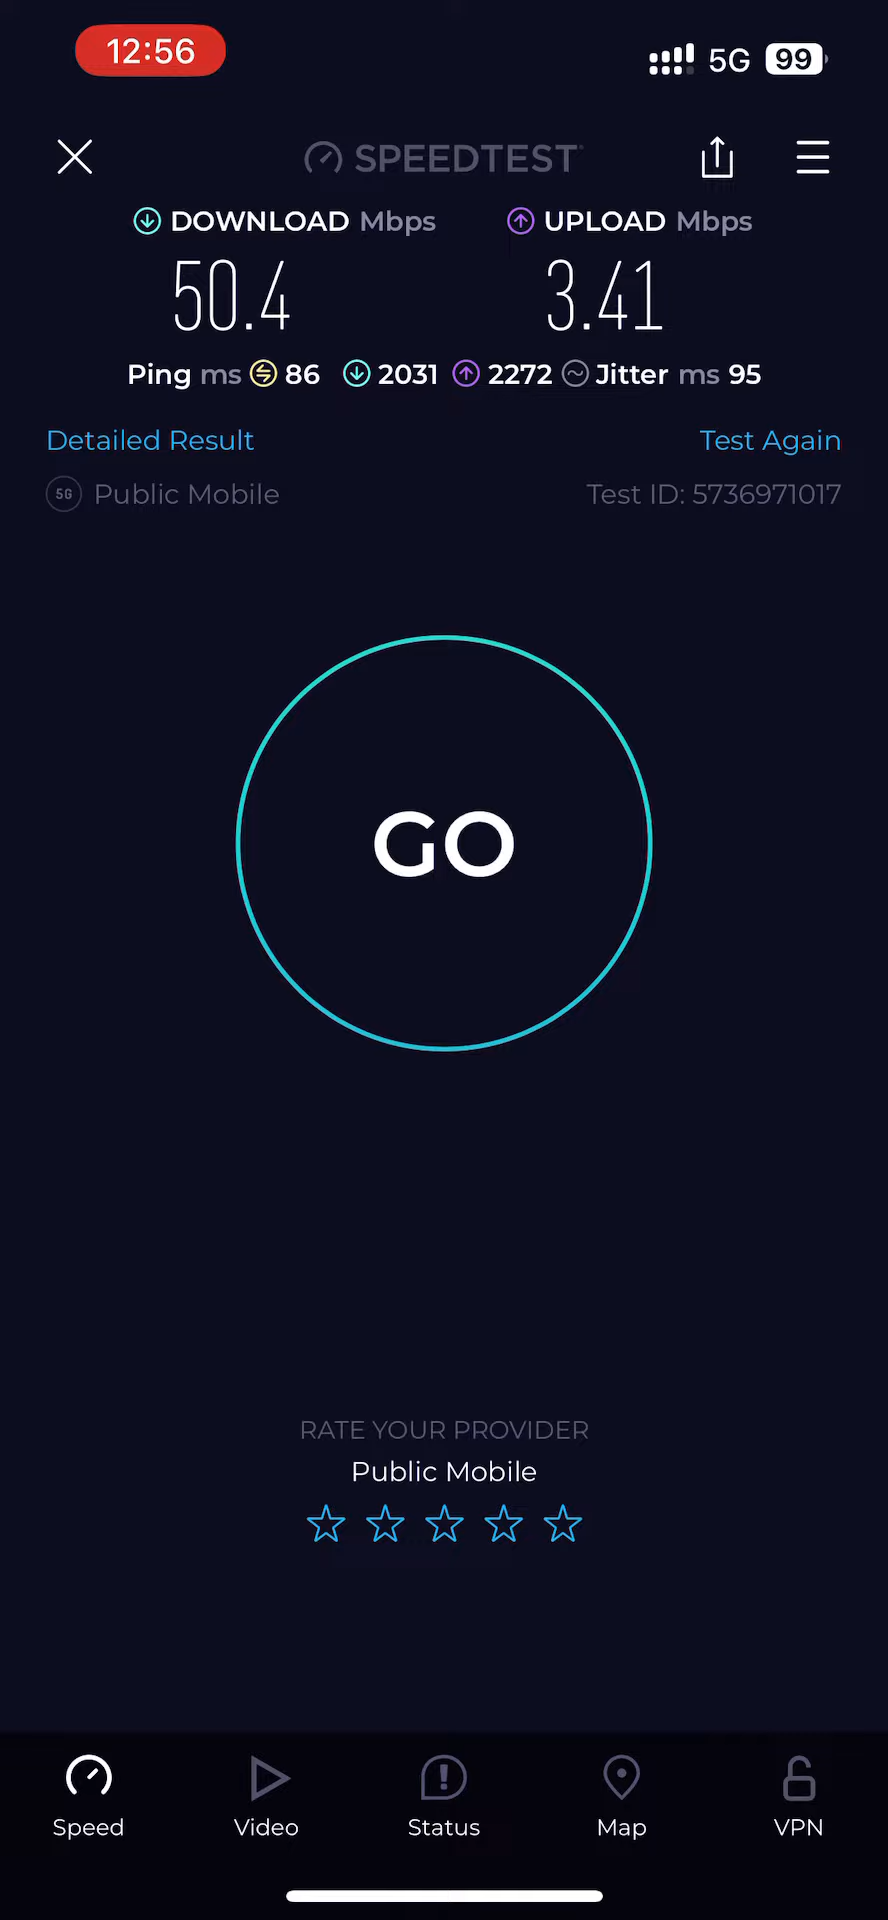 12:56 5G 99
SPEEDTEST
DOWNLOAD Mbps UPLOAD Mbps
50.4 3.41
Ping ms 86 2031 2272 Jitter ms 95
Detailed Result Test Again
5G Public Mobile Test ID: 5736971017
GO
RATE YOUR PROVIDER
Public Mobile
Speed Video Status Map VPN